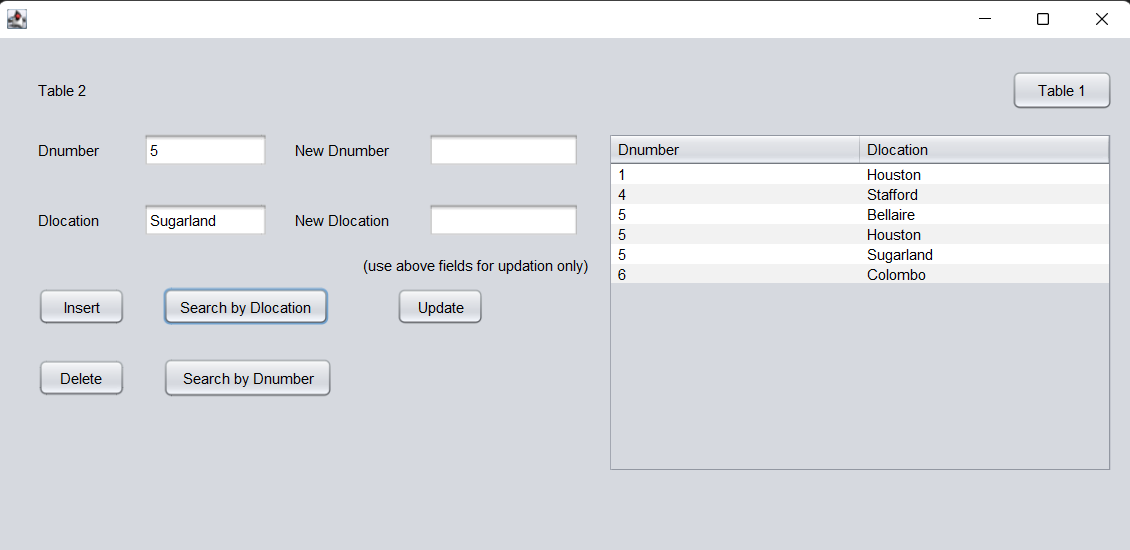 Table 2
Table 1
Dnumber 5 New Dnumber
Dlocation Sugarland New Dlocation
(use above fields for updation only)
Insert Search by Dlocation Update
Delete Search by Dnumber
Dnumber Dlocation
1 Houston
4 Stafford
5 Bellaire
5 Houston
5 Sugarland
6 Colombo